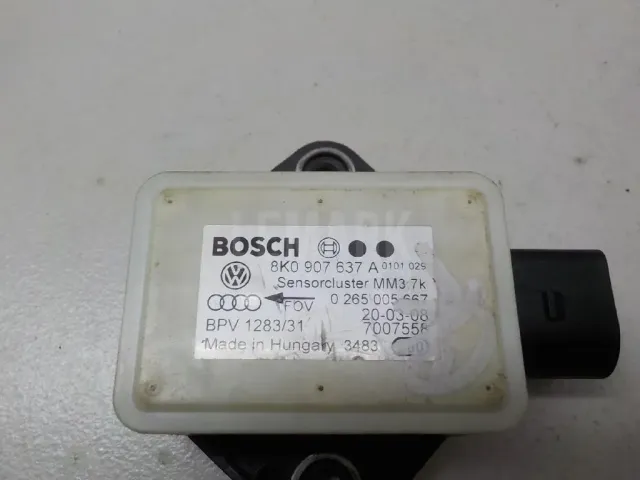 LEMARK
BOSCH
8K0 907 637 A 0101 029
Sensorcluster MM3.7k
0 265 005 667
FOV
20-03-08
BPV 1283/31 7007558
Made in Hungary 3483